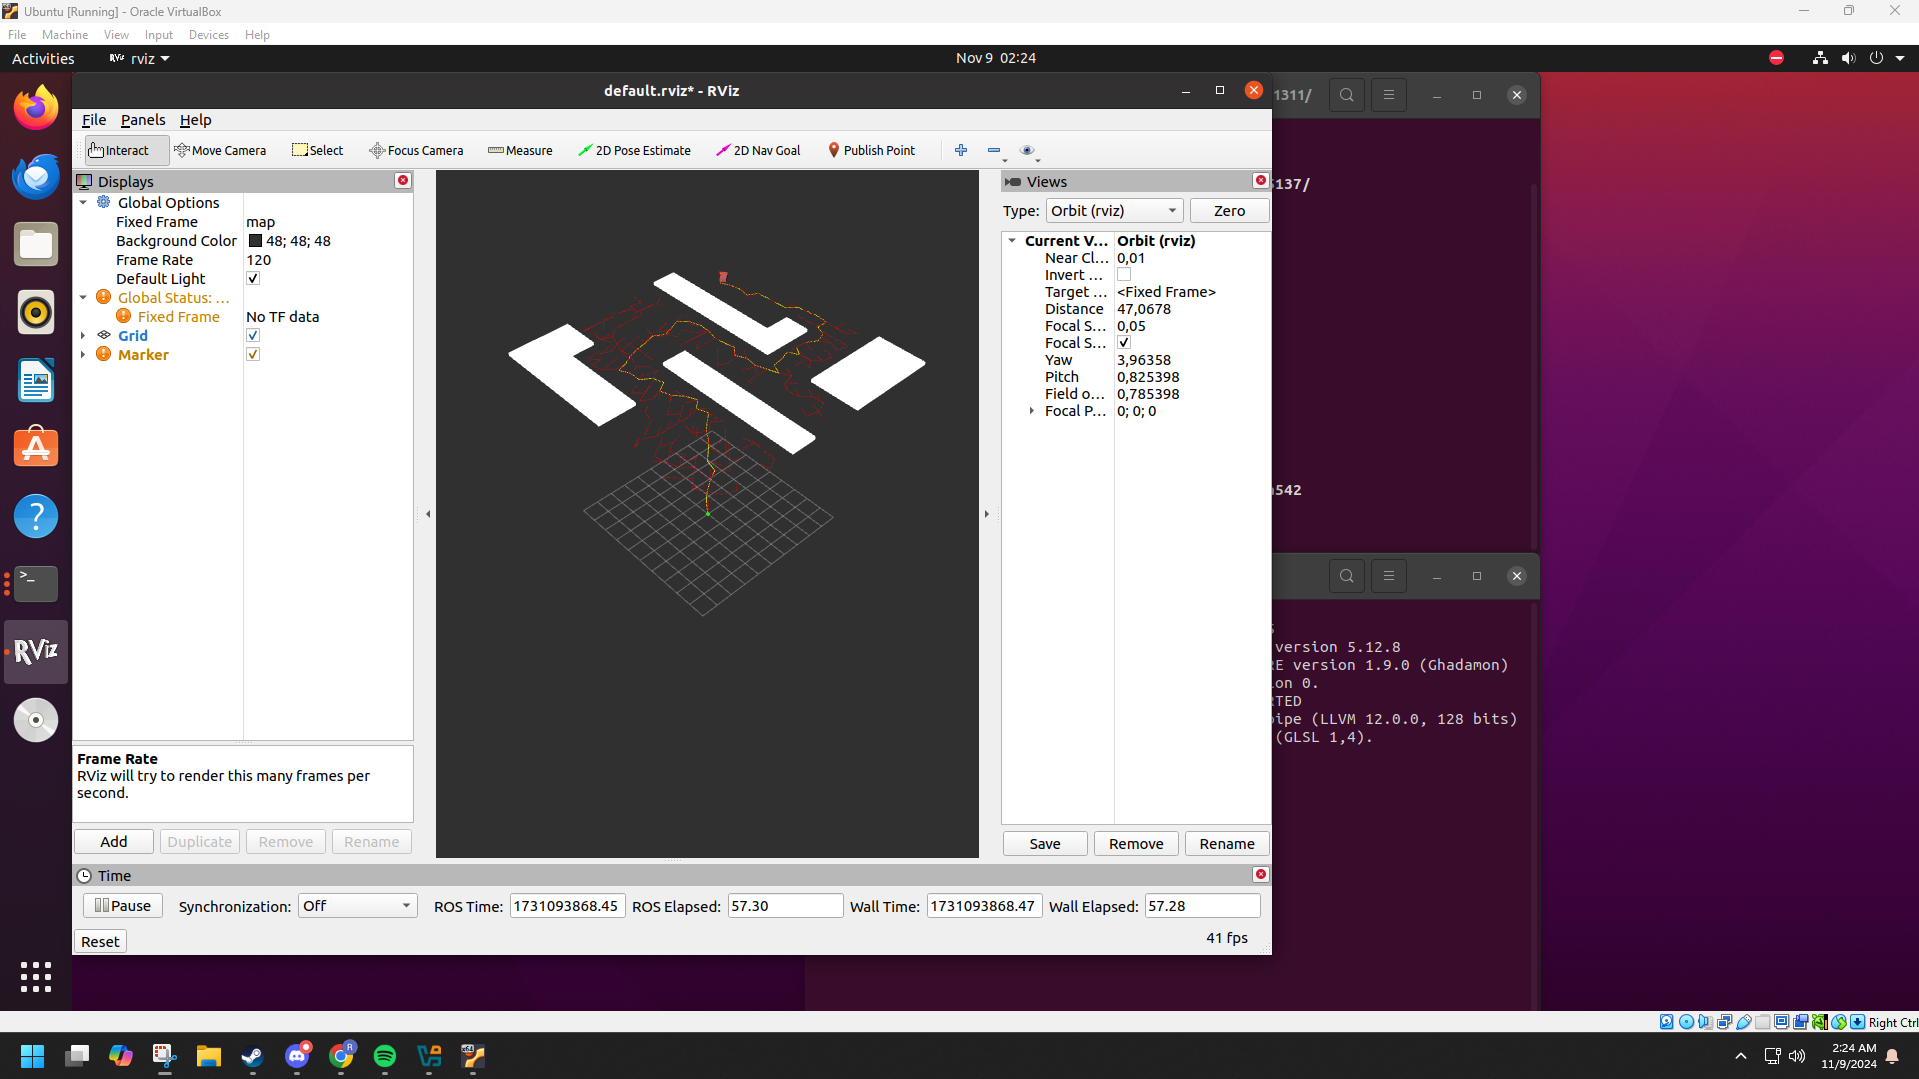 Ubuntu [Running] - Oracle VirtualBox
File Machine View Input Devices Help
Activities
RViz rviz
Nov 9 02:24
default.rviz* - RViz
1311/
File Panels Help
Interact Move Camera Select Focus Camera Measure 2D Pose Estimate 2D Nav Goal Publish Point
Displays
Global Options
Fixed Frame map
Background Color 48; 48; 48
Frame Rate 120
Default Light
Global Status: ...
Fixed Frame No TF data
Grid
Marker
Frame Rate
RViz will try to render this many frames per
second.
Add Duplicate Remove Rename
Views
Type: Orbit (rviz) Zero
Current V... Orbit (rviz)
Near Cl... 0,01
Invert ...
Target ... <Fixed Frame>
Distance 47,0678
Focal S... 0,05
Focal S...
Yaw 3,96358
Pitch 0,825398
Field o... 0,785398
Focal P... 0; 0; 0
Save Remove Rename
137/
542
version 5.12.8
E version 1.9.0 (Ghadamon)
on 0.
TED
ipe (LLVM 12.0.0, 128 bits)
(GLSL 1,4).
RViz
Time
Pause Synchronization: Off ROS Time: 1731093868.45 ROS Elapsed: 57.30 Wall Time: 1731093868.47 Wall Elapsed: 57.28
Reset
41 fps
Right Ctrl
2:24 AM
11/9/2024